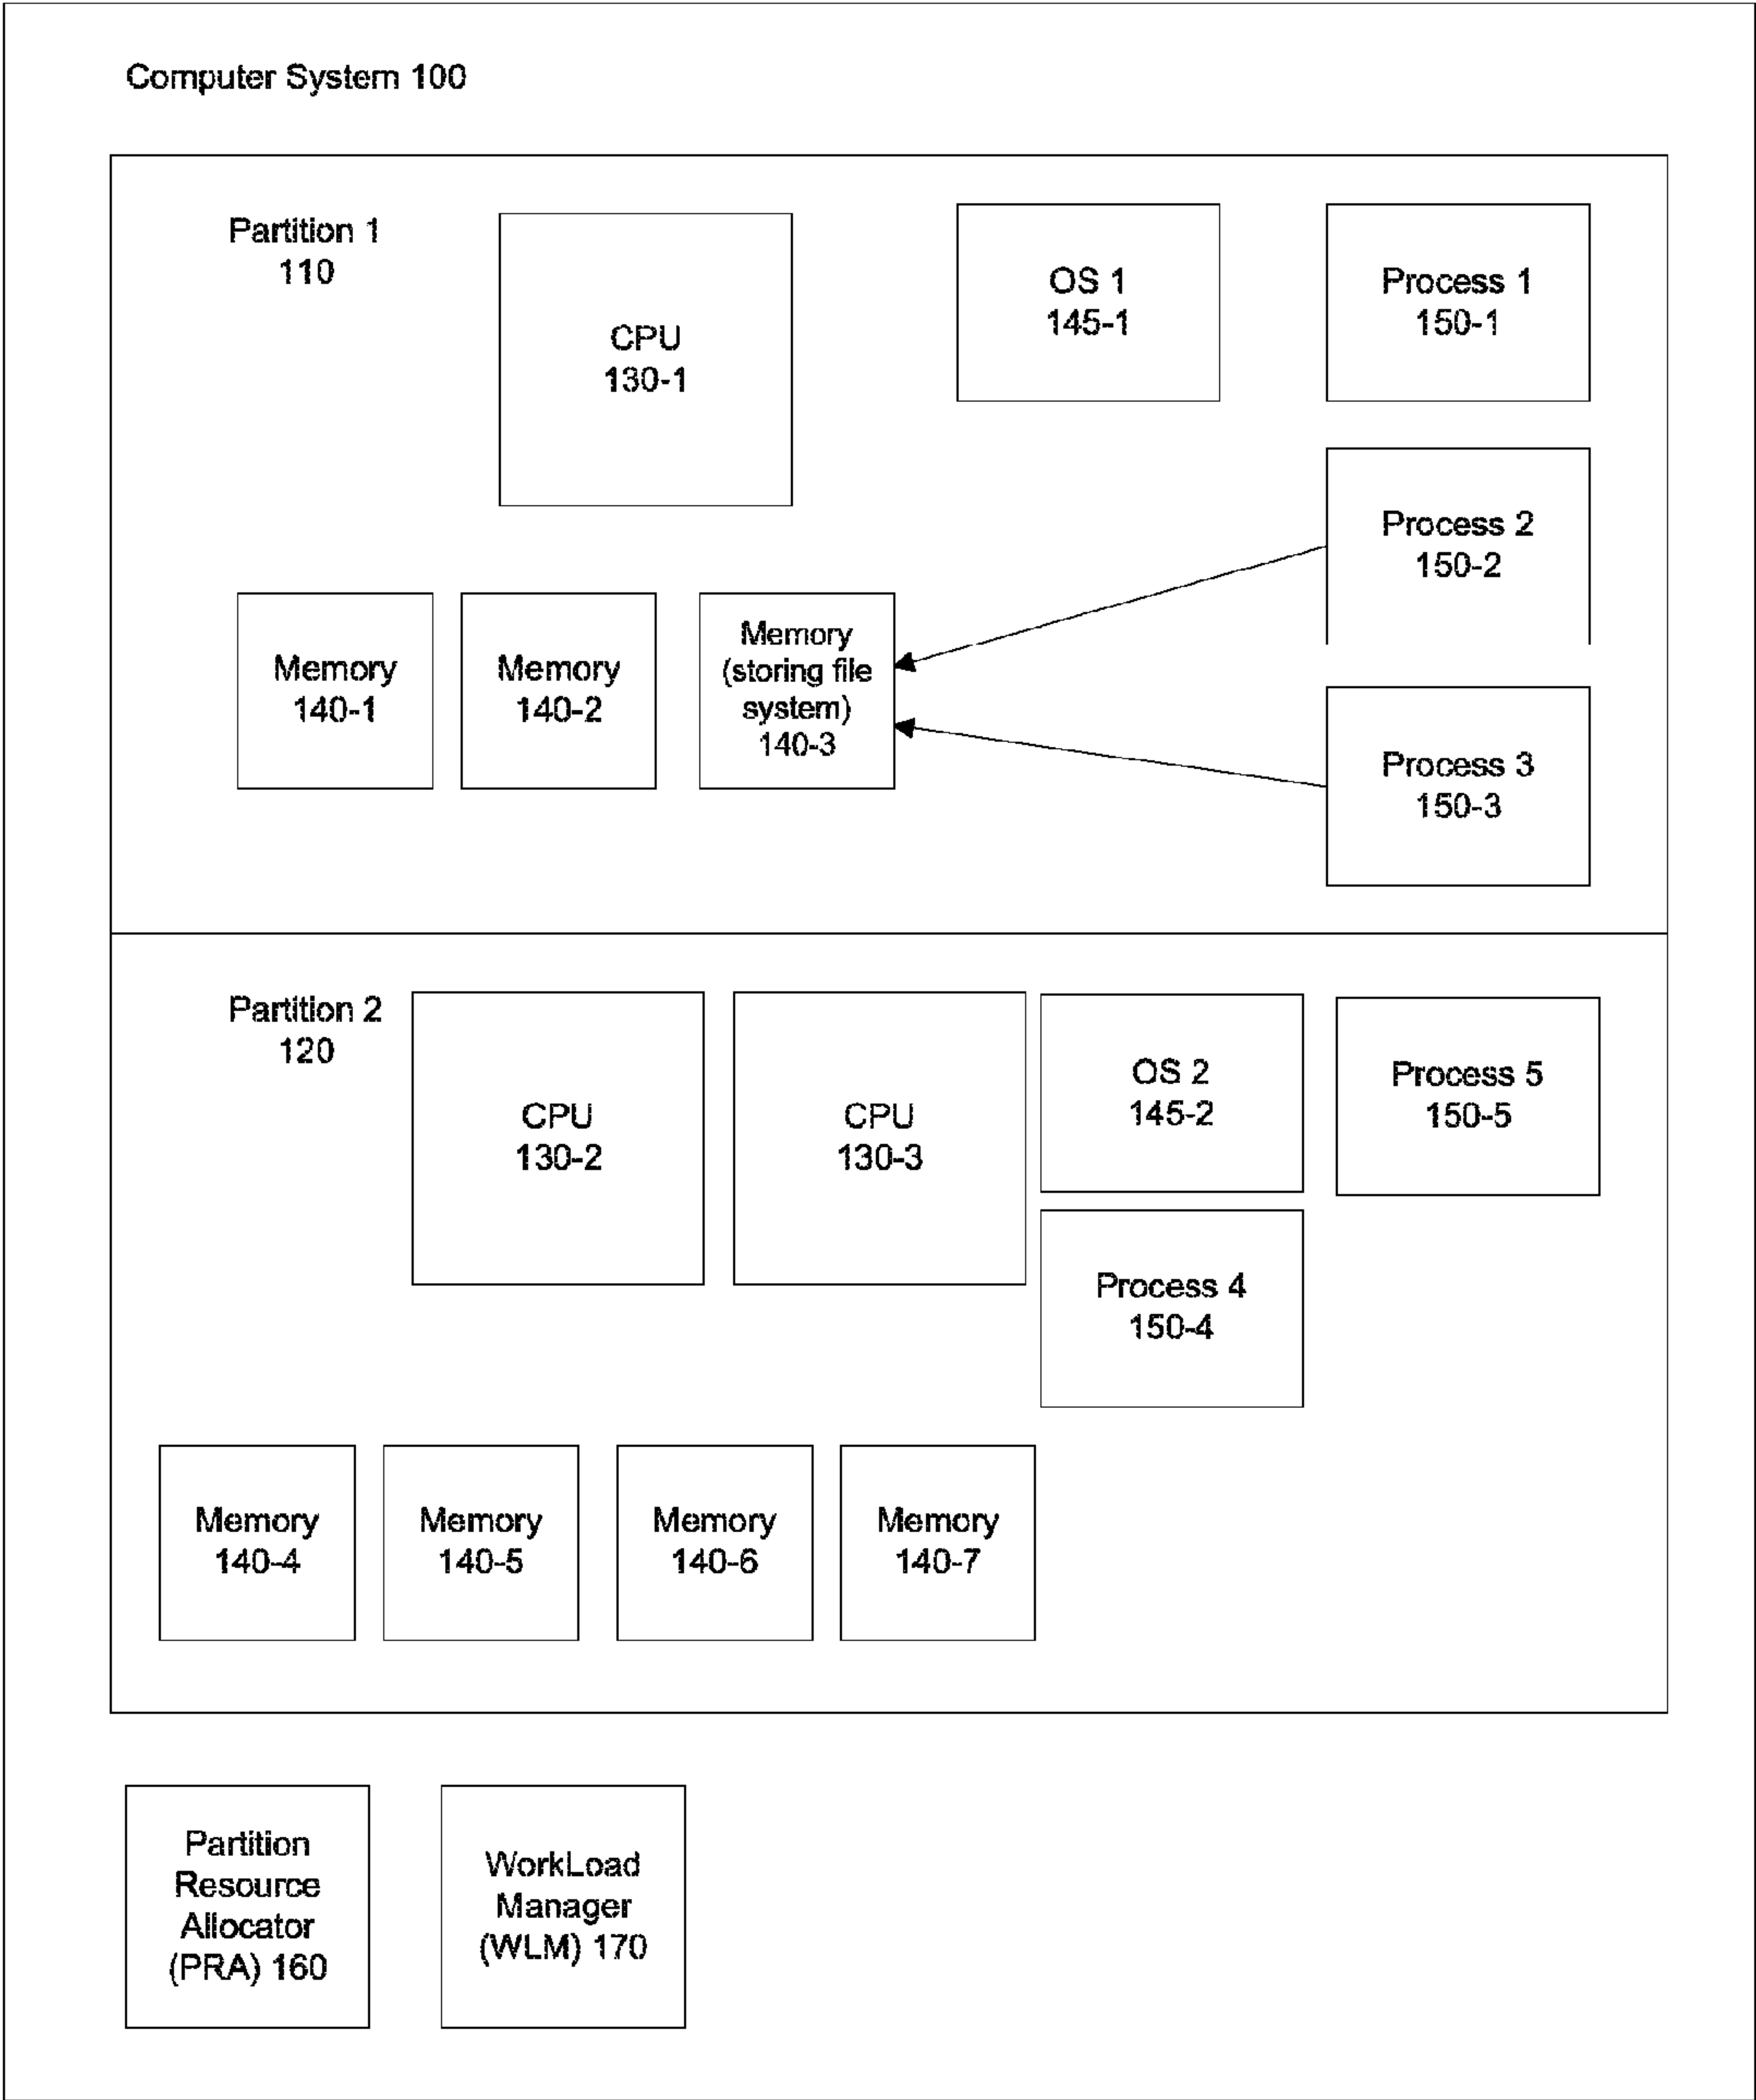 Computer System 100
Partition 1
110
CPU
130-1
OS 1
145-1
Process 1
150-1
Process 2
150-2
Memory
140-1
Memory
140-2
Memory
(storing file
system)
140-3
Process 3
150-3
Partition 2
120
CPU
130-2
CPU
130-3
OS 2
145-2
Process 5
150-5
Process 4
150-4
Memory
140-4
Memory
140-5
Memory
140-6
Memory
140-7
Partition
Resource
Allocator
(PRA) 160
WorkLoad
Manager
(WLM) 170